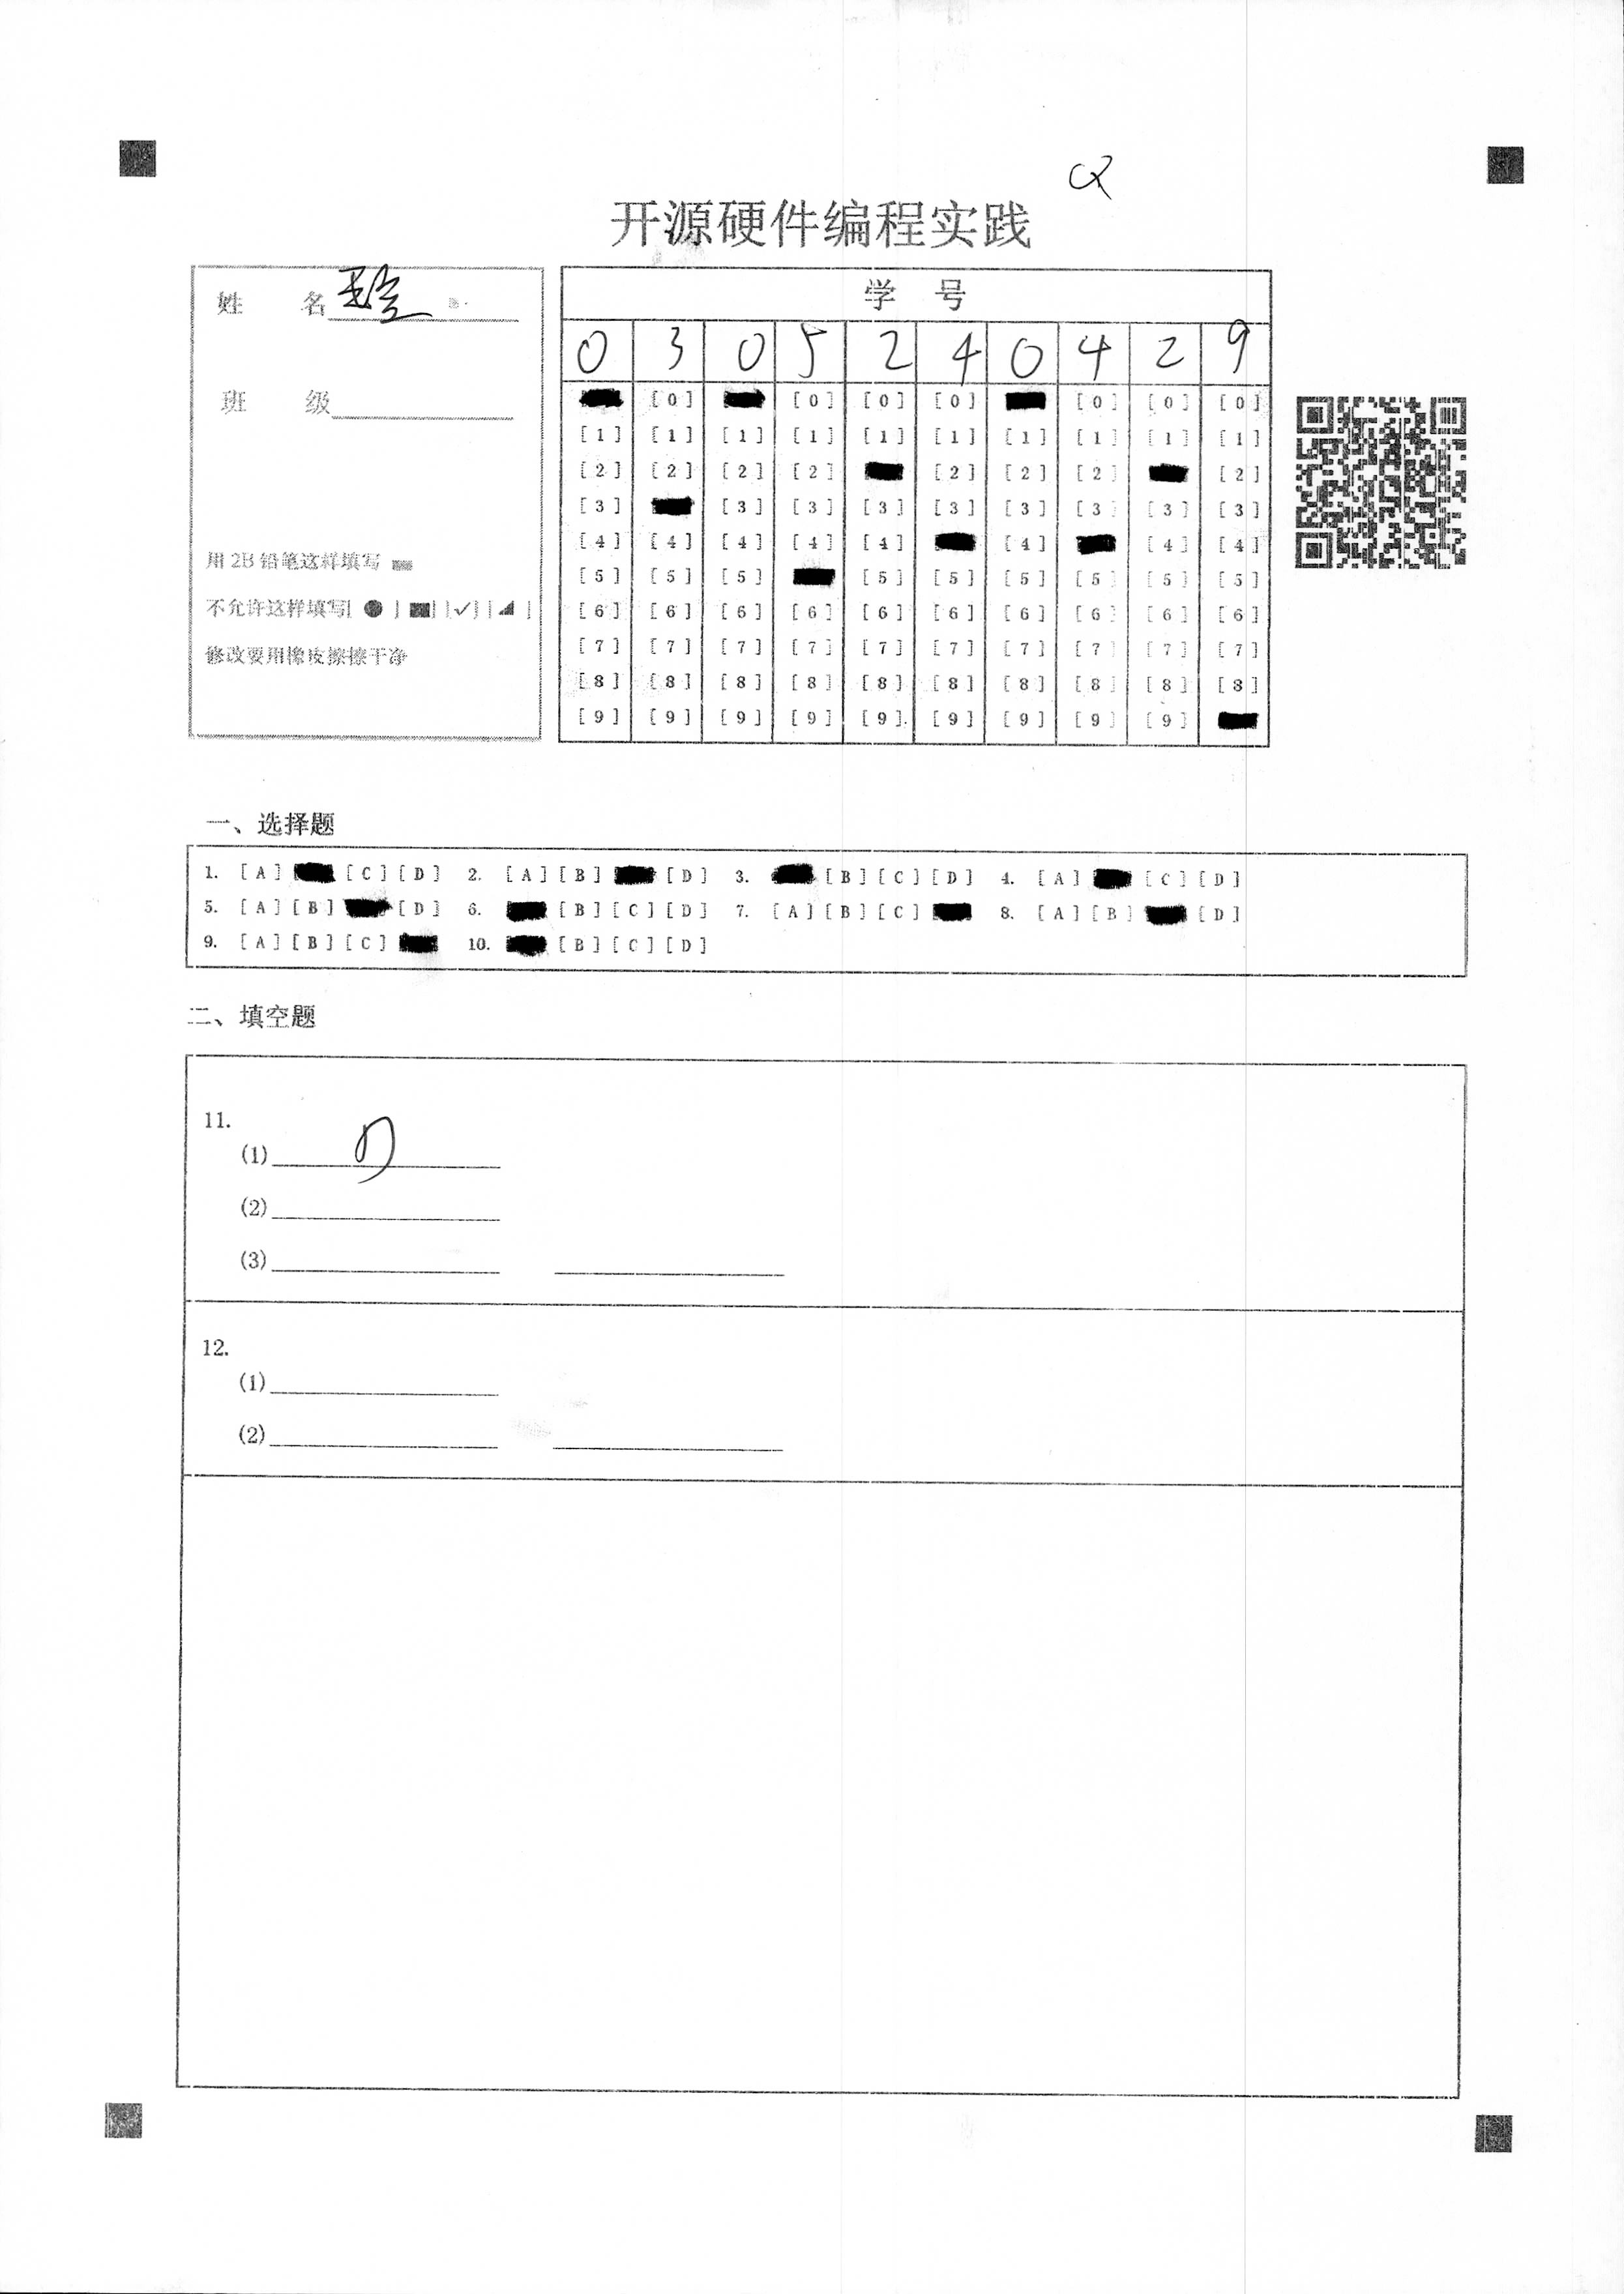 开源硬件编程实践
姓 名
班 级
用 2B 铅笔这样填写
不允许这样填写[ ● ] [■] [✓] [◢ ]
修改要用橡皮擦擦干净
学 号
0 3 0 5 2 4 0 4 2 9
[0] [0] [0] [0] [0] [0] [0]
[1] [1] [1] [1] [1] [1] [1] [1] [1] [1]
[2] [2] [2] [2] [2] [2] [2] [2]
[3] [3] [3] [3] [3] [3] [3] [3] [3]
[4] [4] [4] [4] [4] [4] [4] [4]
[5] [5] [5] [5] [5] [5] [5] [5] [5]
[6] [6] [6] [6] [6] [6] [6] [6] [6] [6]
[7] [7] [7] [7] [7] [7] [7] [7] [7] [7]
[8] [8] [8] [8] [8] [8] [8] [8] [8] [8]
[9] [9] [9] [9] [9] [9] [9] [9] [9]
一、选择题
1. [A] [C] [D] 2. [A] [B] [D] 3. [B] [C] [D] 4. [A] [C] [D]
5. [A] [B] [D] 6. [B] [C] [D] 7. [A] [B] [C] 8. [A] [B] [D]
9. [A] [B] [C] 10. [B] [C] [D]
二、填空题
11.
(1)
(2)
(3)
12.
(1)
(2)